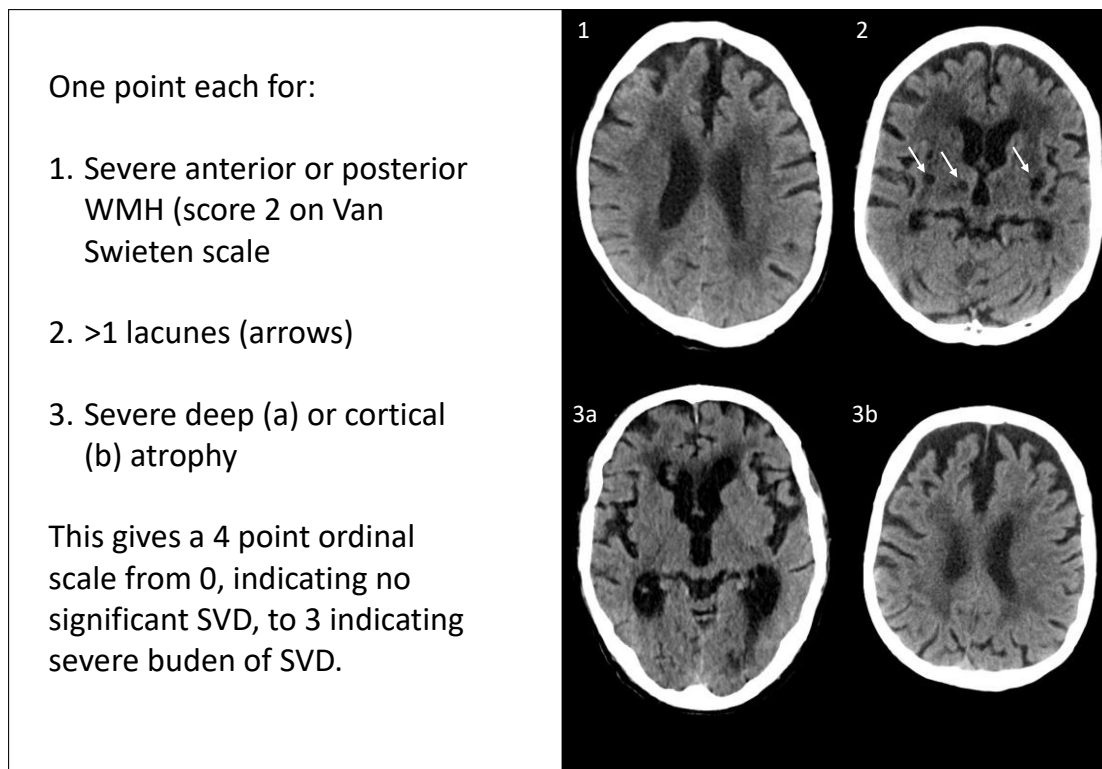 One point each for:
1. Severe anterior or posterior
WMH (score 2 on Van
Swieten scale
2. >1 lacunes (arrows)
3. Severe deep (a) or cortical
(b) atrophy
This gives a 4 point ordinal
scale from 0, indicating no
significant SVD, to 3 indicating
severe buden of SVD.
1
2
3a
3b